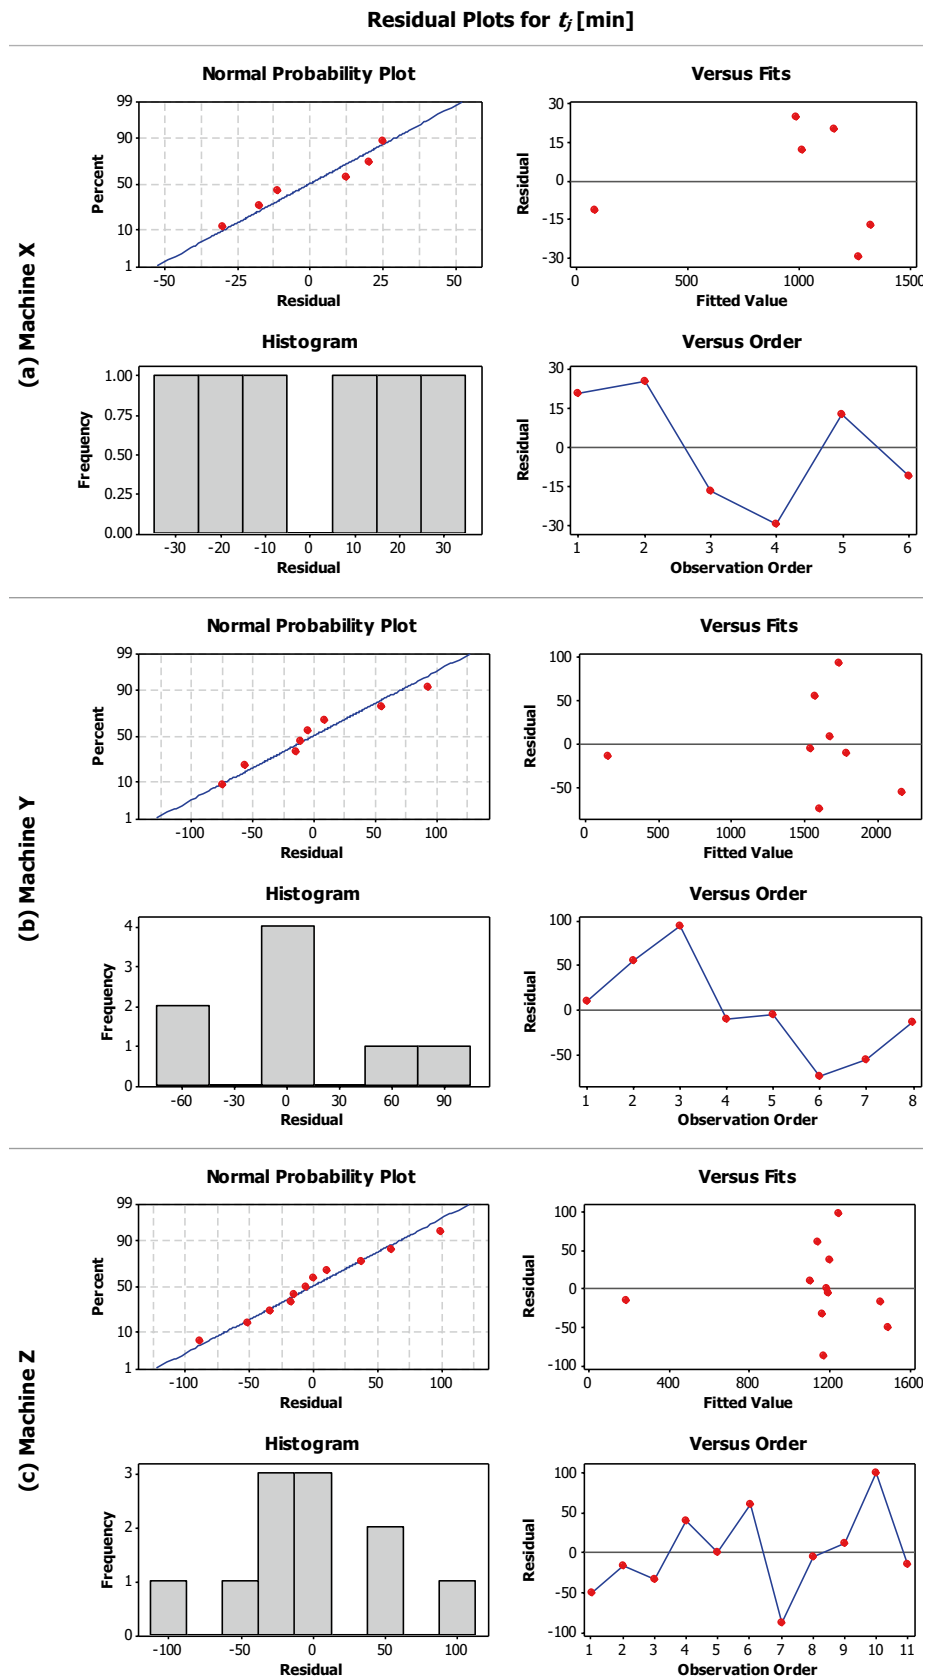 Residual Plots for tj [min]
(a) Machine X
Normal Probability Plot
Percent
99
90
50
10
1
-50 -25 0 25 50
Residual
Versus Fits
Residual
30
15
0
-15
-30
0 500 1000 1500
Fitted Value
Histogram
Frequency
1.00
0.75
0.50
0.25
0.00
-30 -20 -10 0 10 20 30
Residual
Versus Order
Residual
30
15
0
-15
-30
1 2 3 4 5 6
Observation Order
(b) Machine Y
Normal Probability Plot
Percent
99
90
50
10
1
-100 -50 0 50 100
Residual
Versus Fits
Residual
100
50
0
-50
0 500 1000 1500 2000
Fitted Value
Histogram
Frequency
4
3
2
1
0
-60 -30 0 30 60 90
Residual
Versus Order
Residual
100
50
0
-50
1 2 3 4 5 6 7 8
Observation Order
(c) Machine Z
Normal Probability Plot
Percent
99
90
50
10
1
-100 -50 0 50 100
Residual
Versus Fits
Residual
100
50
0
-50
-100
0 400 800 1200 1600
Fitted Value
Histogram
Frequency
3
2
1
0
-100 -50 0 50 100
Residual
Versus Order
Residual
100
50
0
-50
-100
1 2 3 4 5 6 7 8 9 10 11
Observation Order